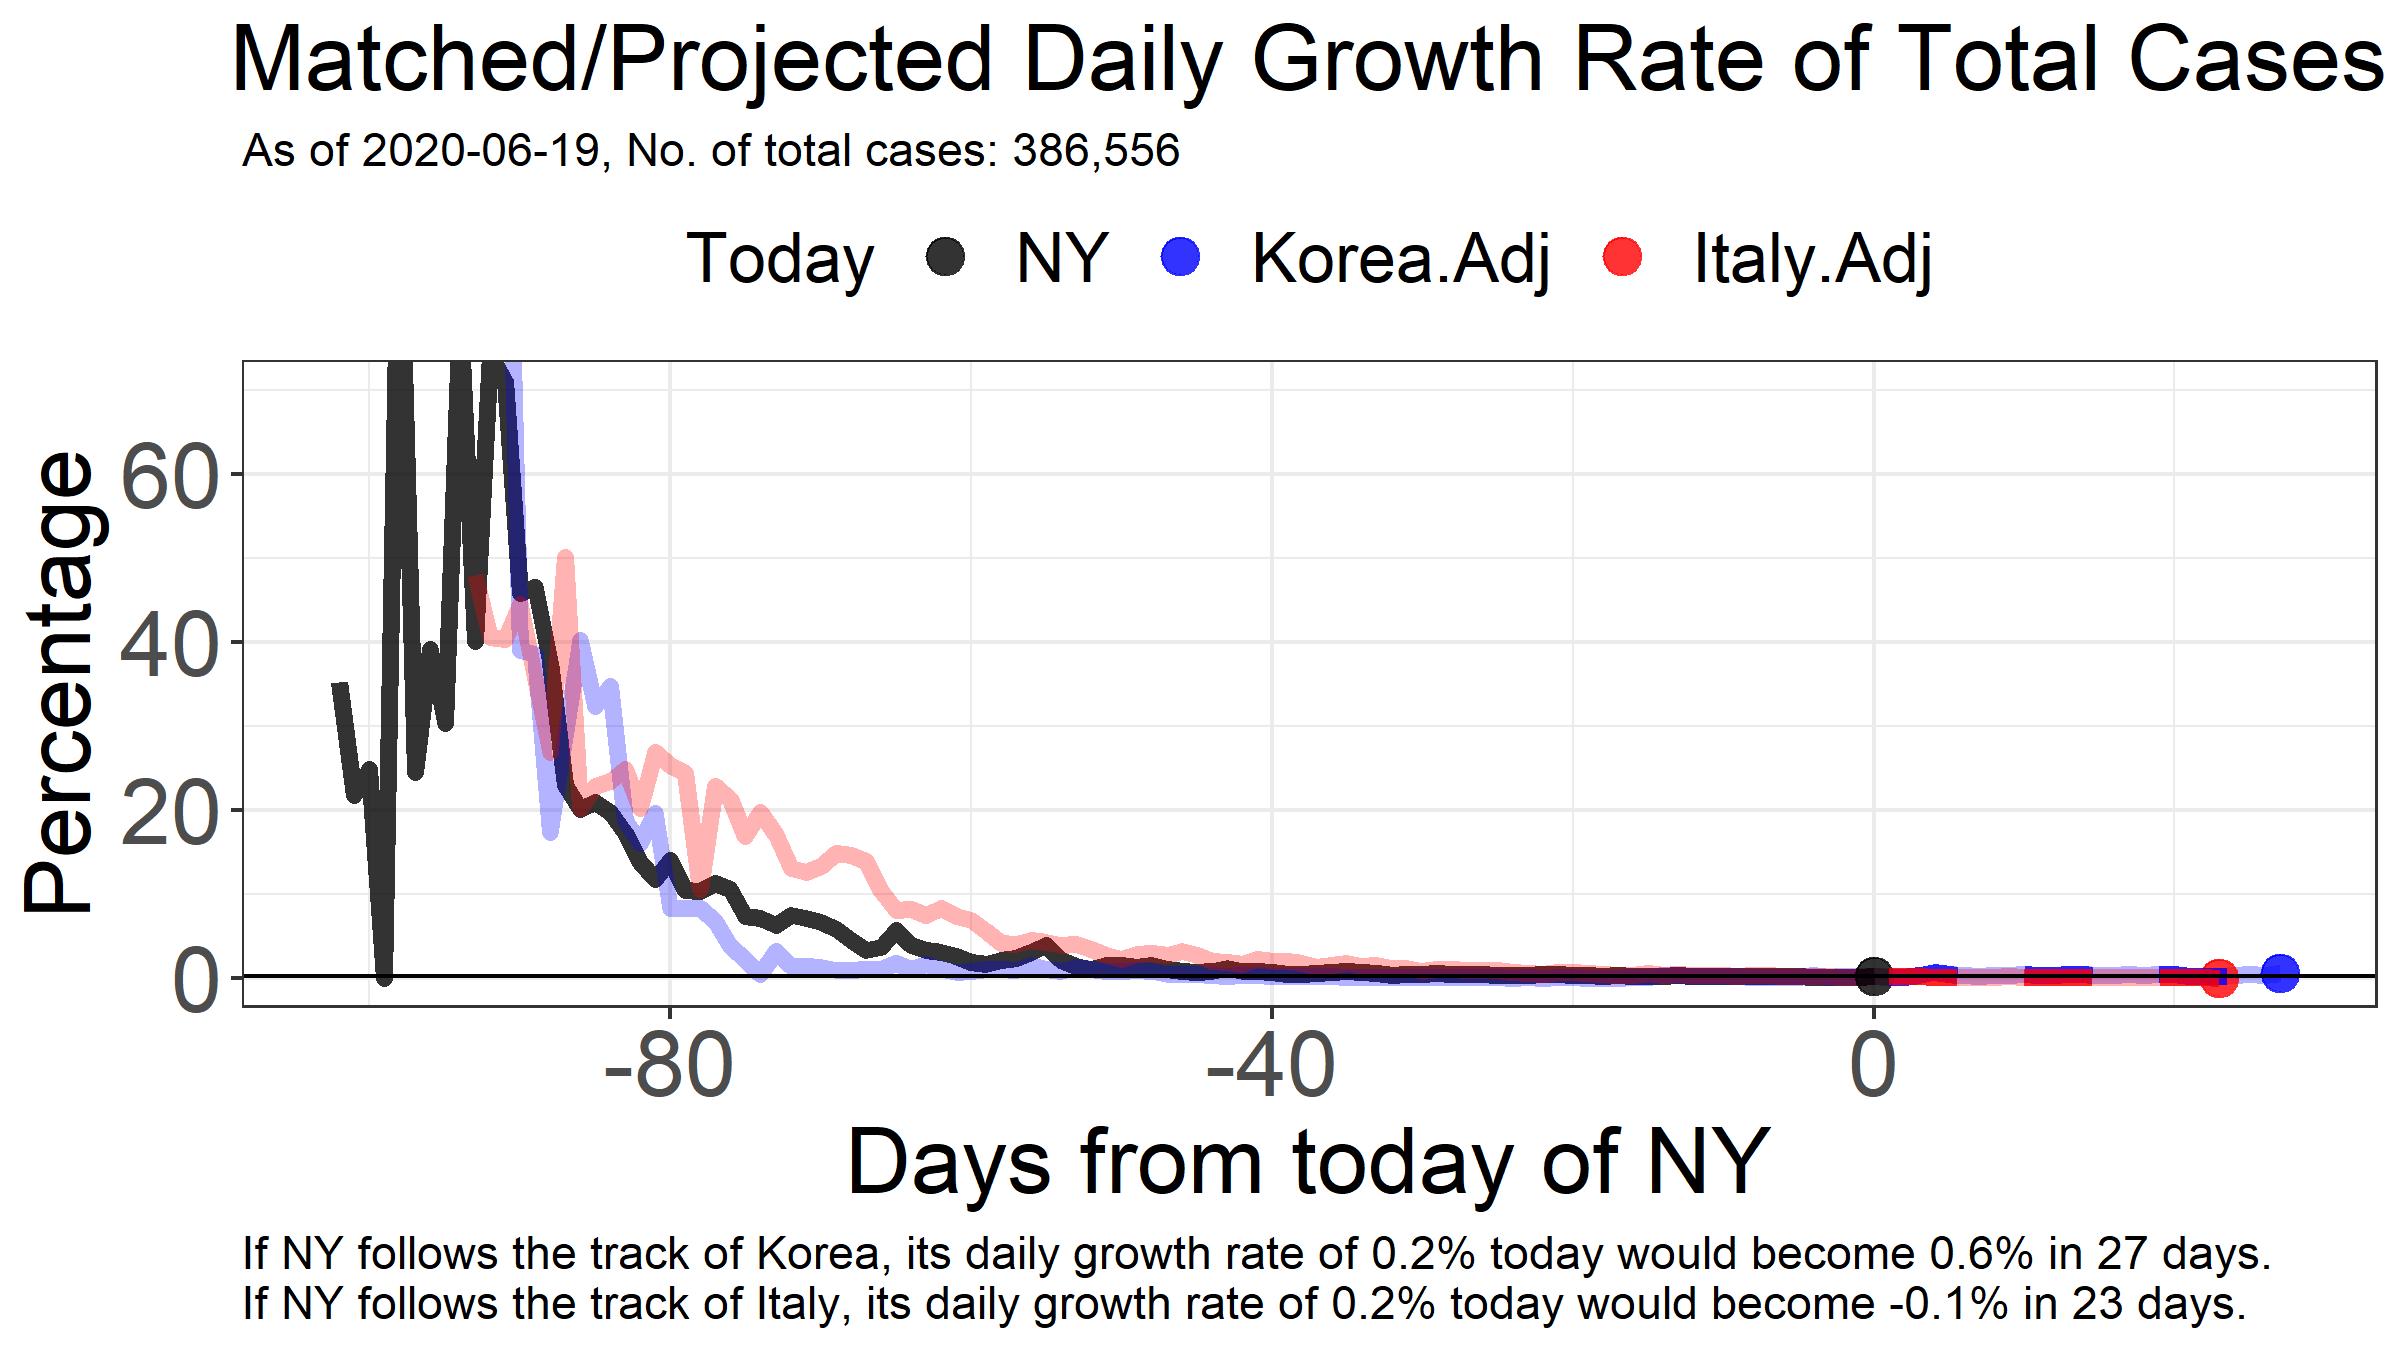 Matched/Projected Daily Growth Rate of Total Cases
As of 2020-06-19, No. of total cases: 386,556
Today NY Korea.Adj Italy.Adj
Percentage
60
40
20
0
-80 -40 0
Days from today of NY
If NY follows the track of Korea, its daily growth rate of 0.2% today would become 0.6% in 27 days.
If NY follows the track of Italy, its daily growth rate of 0.2% today would become -0.1% in 23 days.